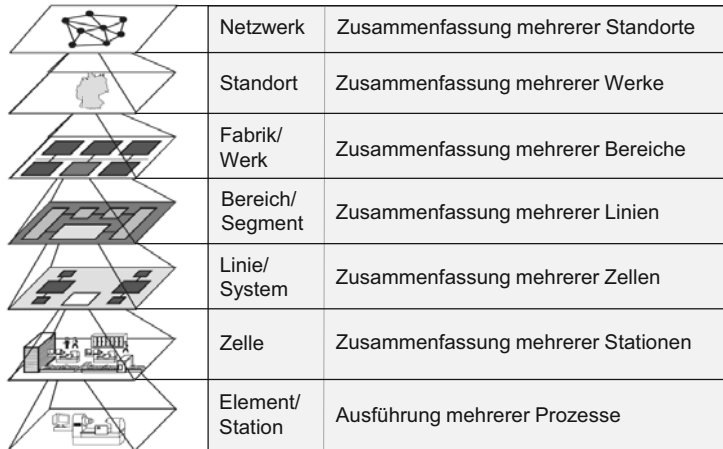 Netzwerk Zusammenfassung mehrerer Standorte
Standort Zusammenfassung mehrerer Werke
Fabrik/
Werk Zusammenfassung mehrerer Bereiche
Bereich/
Segment Zusammenfassung mehrerer Linien
Linie/
System Zusammenfassung mehrerer Zellen
Zelle Zusammenfassung mehrerer Stationen
Element/
Station Ausführung mehrerer Prozesse